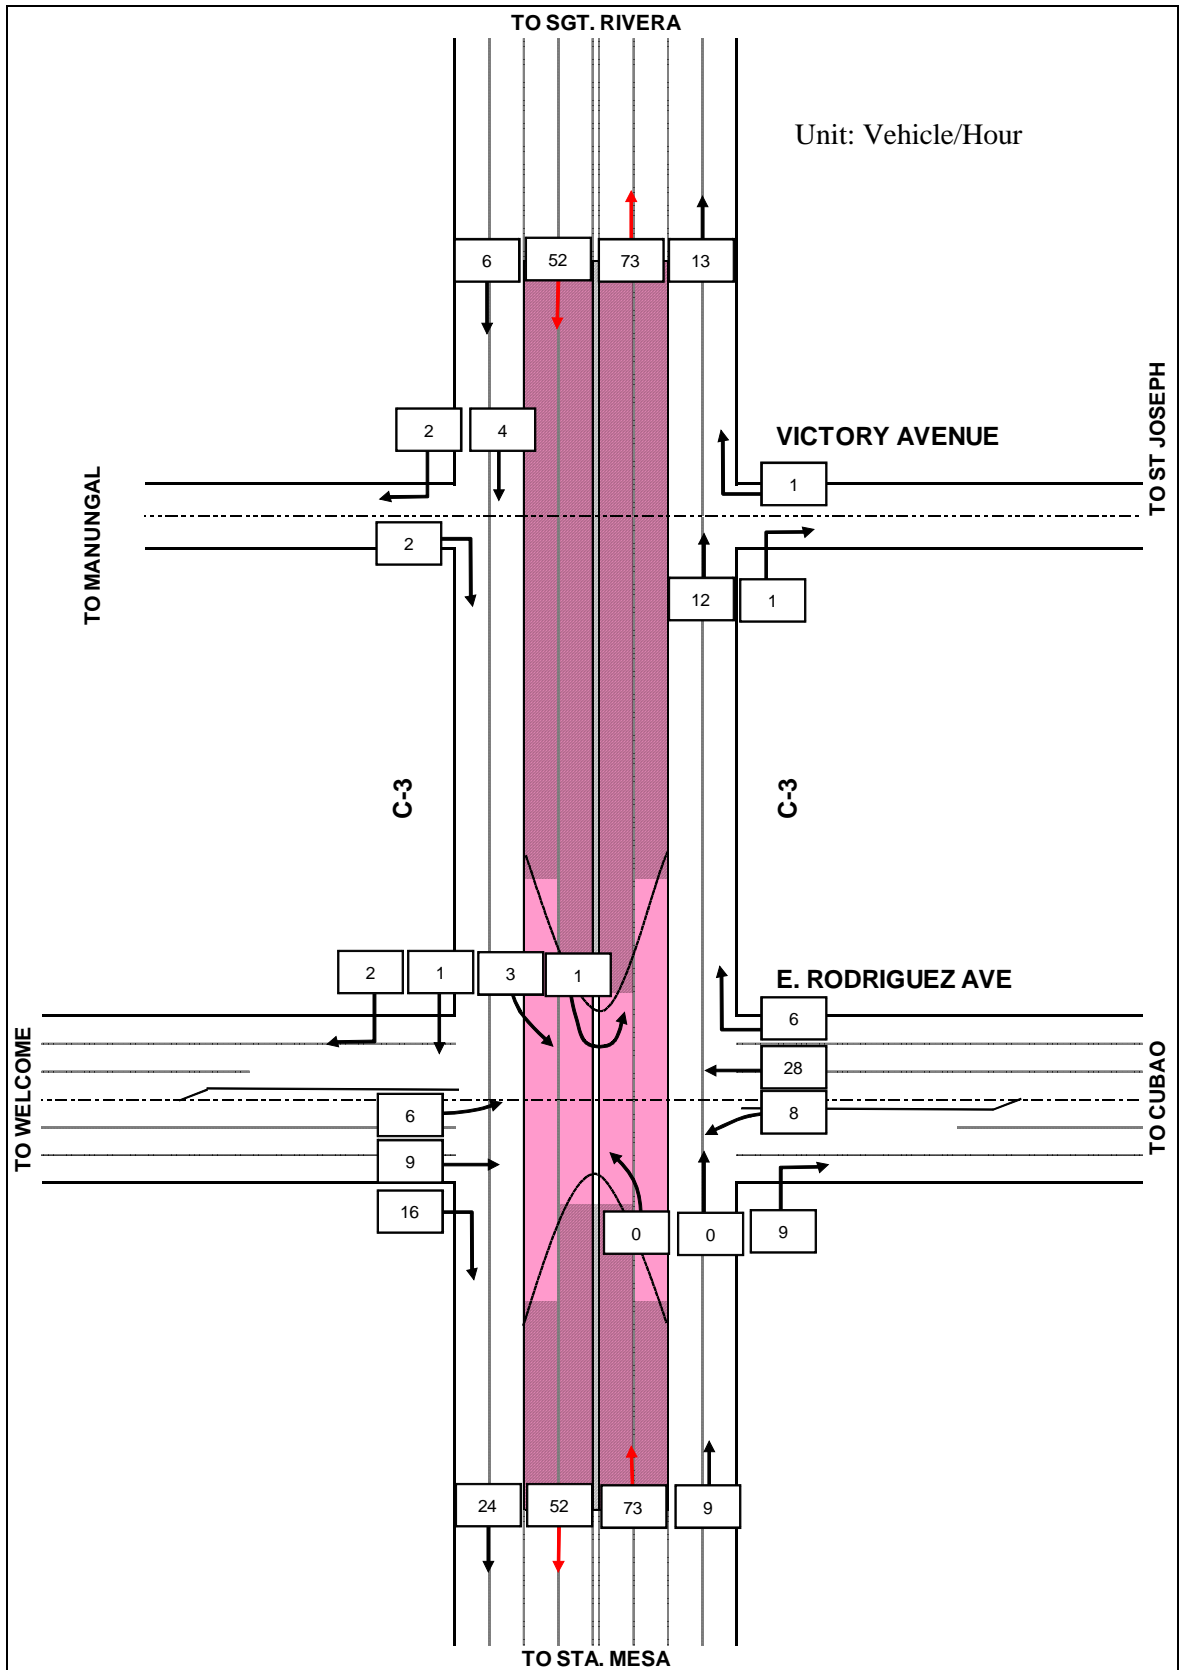 TO SGT. RIVERA
Unit: Vehicle/Hour
6 52 73 13
2 4
VICTORY AVENUE
1
TO ST JOSEPH
TO MANUNGAL
2
12 1
C-3
C-3
2 1 3 1
E. RODRIGUEZ AVE
6
28
8
TO WELCOME
TO CUBAO
6
9
16
0 0 9
24 52 73 9
TO STA. MESA